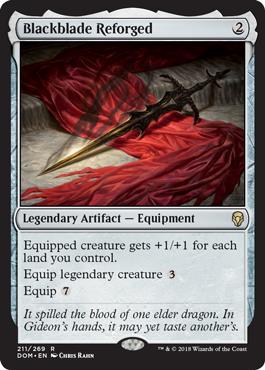 Blackblade Reforged 2
Legendary Artifact — Equipment
Equipped creature gets +1/+1 for each
land you control.
Equip legendary creature 3
Equip 7
It spilled the blood of one elder dragon. In
Gideon's hands, it may yet taste another's.
211/269 R
DOM • EN Chris Rahn
™ & © 2018 Wizards of the Coast